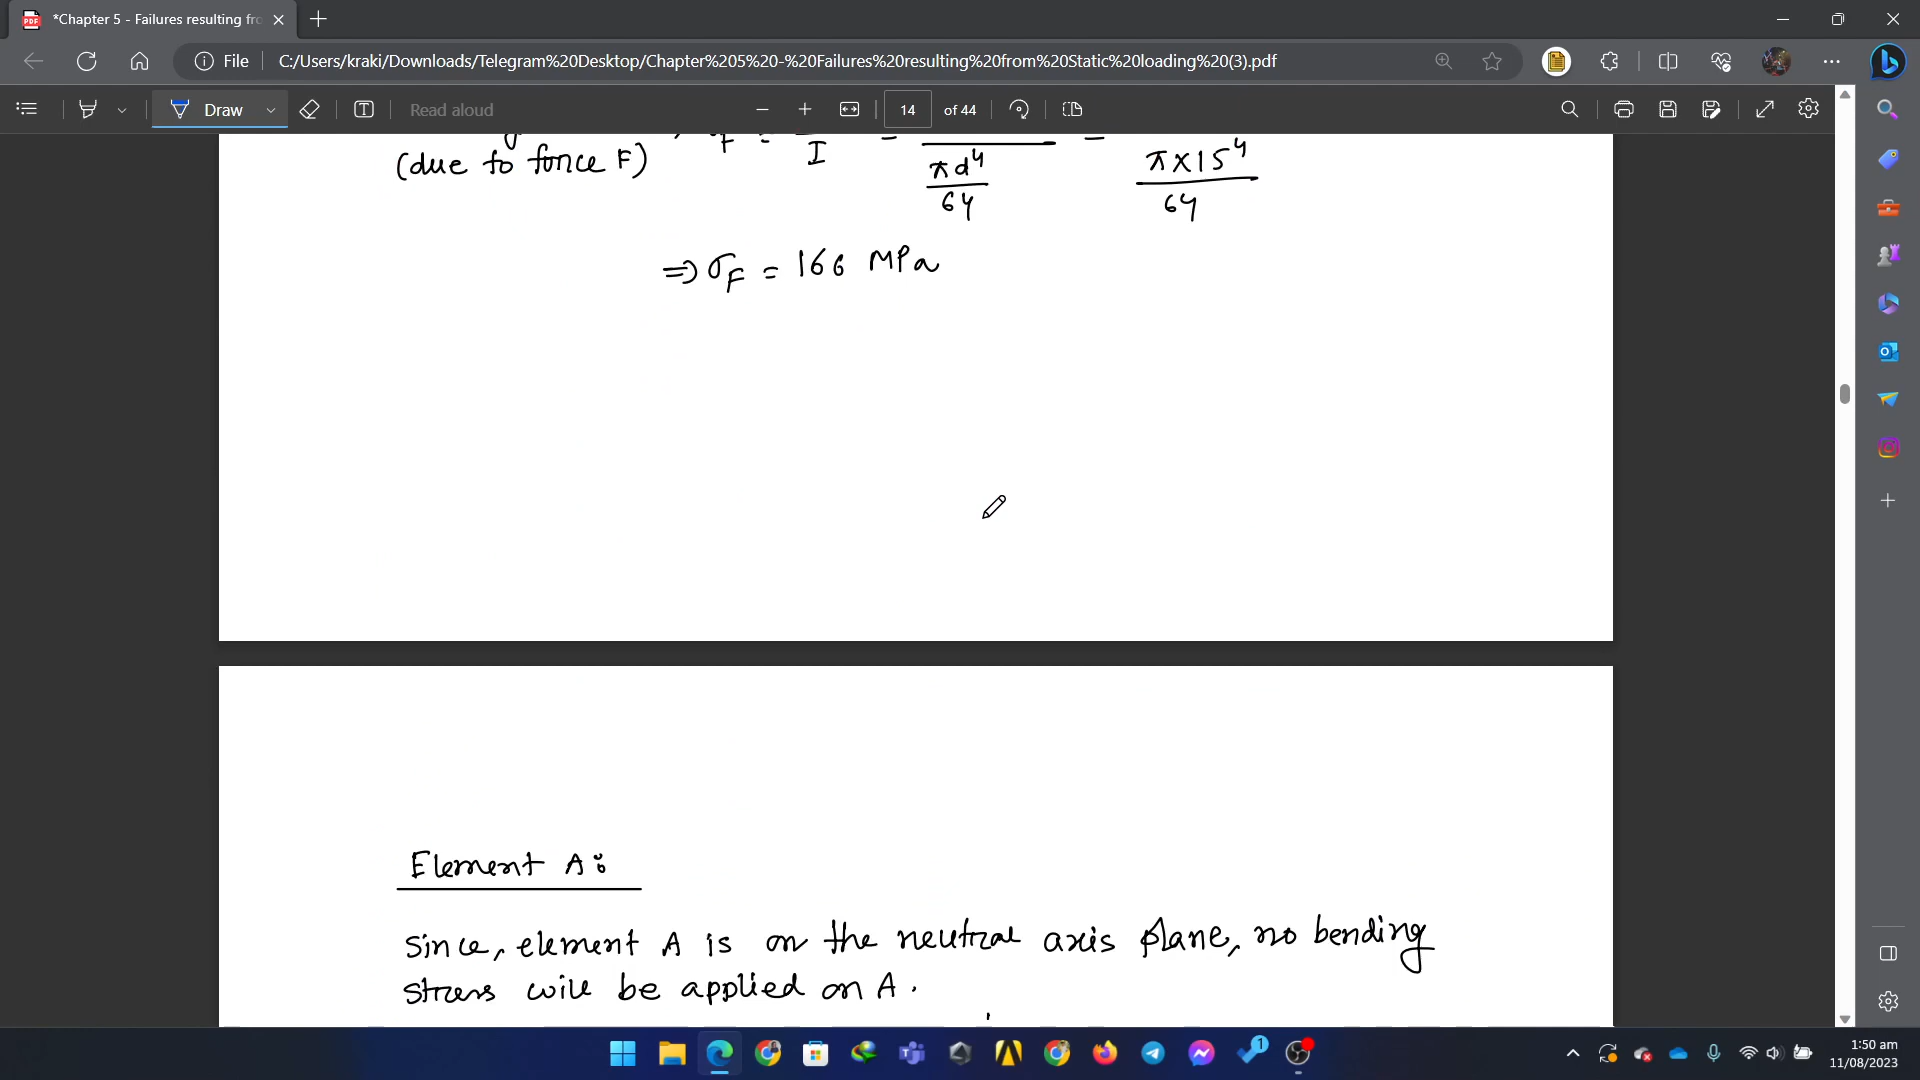 *Chapter 5 - Failures resulting fro
File
C:/Users/kraki/Downloads/Telegram%20Desktop/Chapter%205%20-%20Failures%20resulting%20from%20Static%20loading%20(3).pdf
Draw
Read aloud
14 of 44
(due to force F)
I
πd⁴
64
π×15⁴
64
⇒ σF = 166 MPa
Element A:
Since, element A is on the neutral axis plane, no bending
stress will be applied on A.
1
1:50 am
11/08/2023